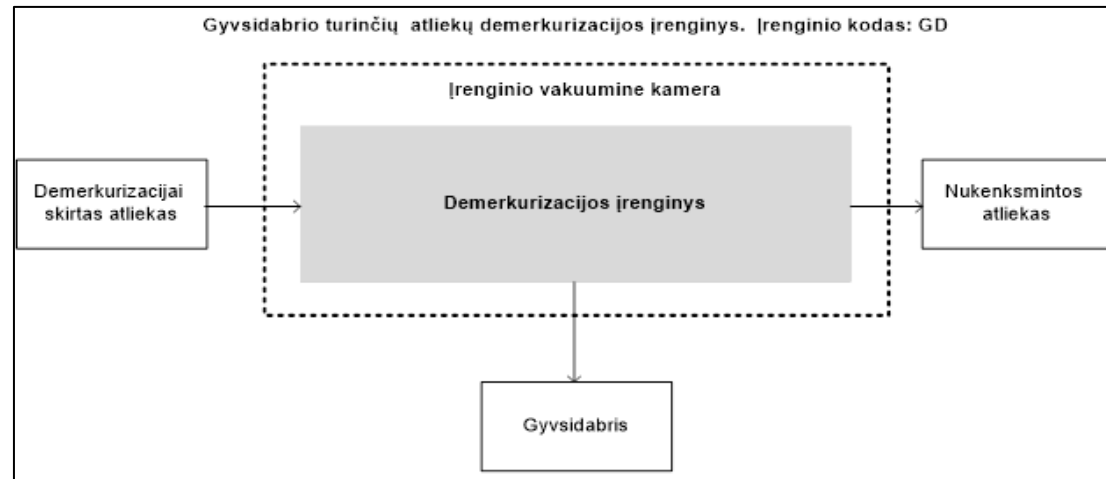 Gyvsidabrio turinčių atliekų demerkurizacijos įrenginys. Įrenginio kodas: GD
Įrenginio vakuumine kamera
Demerkurizacijai
skirtas atliekas
Demerkurizacijos įrenginys
Nukenksmintos
atliekas
Gyvsidabris